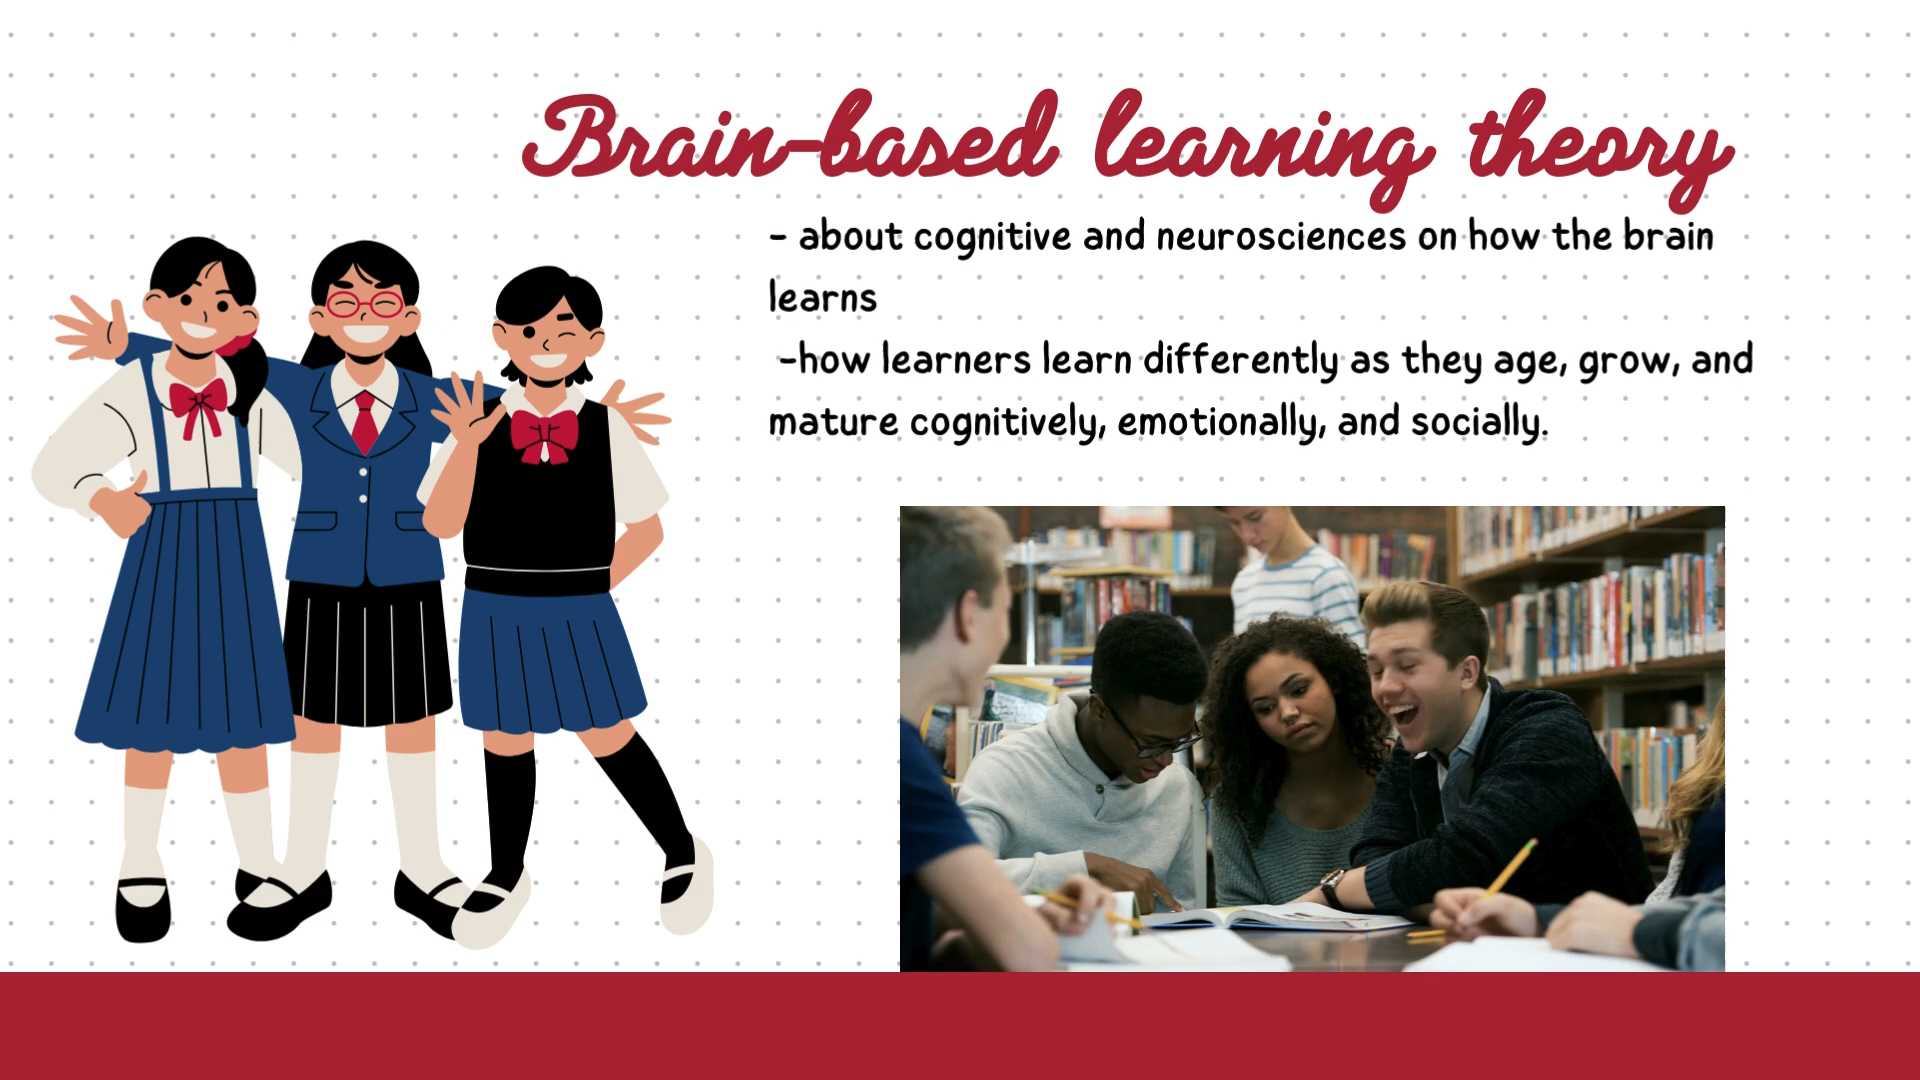 Brain-based learning theory
- about cognitive and neurosciences on how the brain
learns
-how learners learn differently as they age, grow, and
mature cognitively, emotionally, and socially.